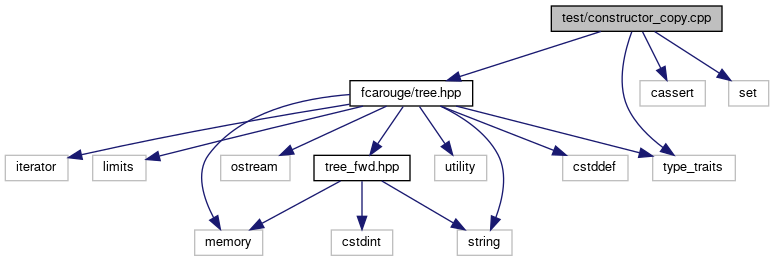 test/constructor_copy.cpp
fcarouge/tree.hpp
cassert
set
iterator
limits
ostream
tree_fwd.hpp
utility
cstddef
type_traits
memory
cstdint
string